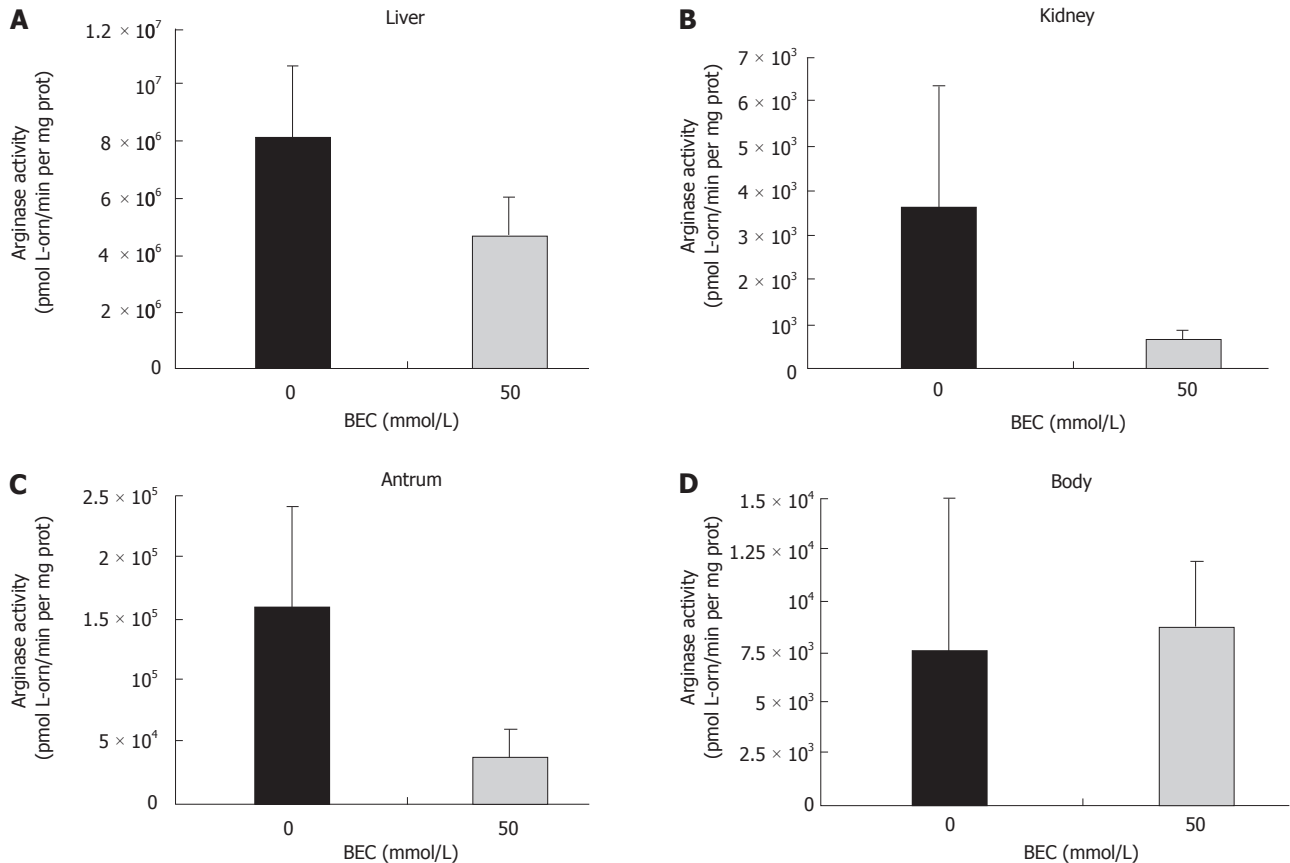 A
Liver
1.2 × 10⁷
10⁷
8 × 10⁶
6 × 10⁶
4 × 10⁶
2 × 10⁶
0
Arginase activity
(pmol L-orn/min per mg prot)
0
50
BEC (mmol/L)
B
Kidney
7 × 10³
6 × 10³
5 × 10³
4 × 10³
3 × 10³
2 × 10³
10³
0
Arginase activity
(pmol L-orn/min per mg prot)
0
50
BEC (mmol/L)
C
Antrum
2.5 × 10⁵
2 × 10⁵
1.5 × 10⁵
10⁵
5 × 10⁴
0
Arginase activity
(pmol L-orn/min per mg prot)
0
50
BEC (mmol/L)
D
Body
1.5 × 10⁴
1.25 × 10⁴
10⁴
7.5 × 10³
5 × 10³
2.5 × 10³
0
Arginase activity
(pmol L-orn/min per mg prot)
0
50
BEC (mmol/L)